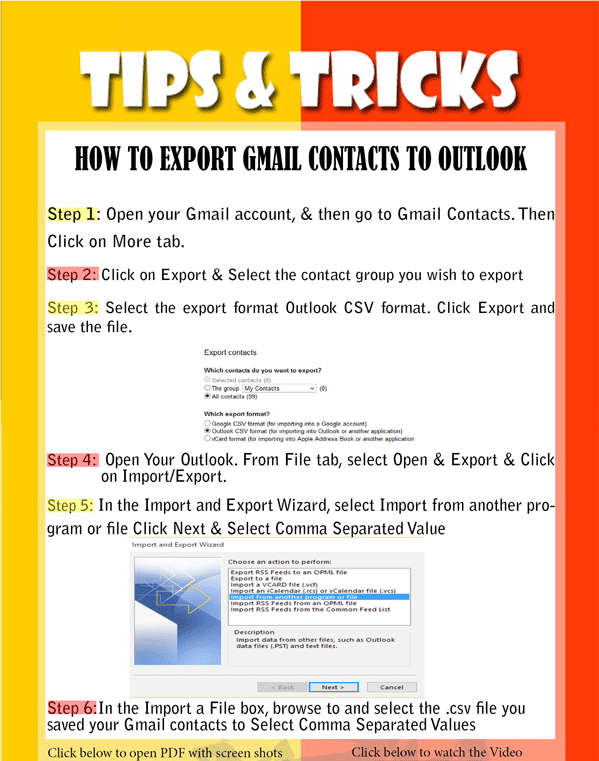 TIPS & TRICKS
HOW TO EXPORT GMAIL CONTACTS TO OUTLOOK
Step 1: Open your Gmail account, & then go to Gmail Contacts. Then
Click on More tab.
Step 2: Click on Export & Select the contact group you wish to export
Step 3: Select the export format Outlook CSV format. Click Export and
save the file.
Export contacts
Which contacts do you want to export?
Selected contacts (0)
The group My Contacts (0)
All contacts (99)
Which export format?
Google CSV format (for importing into a Google account)
Outlook CSV format (for importing into Outlook or another application)
vCard format (for importing into Apple Address Book or another application
Step 4: Open Your Outlook. From File tab, select Open & Export & Click
on Import/Export.
Step 5: In the Import and Export Wizard, select Import from another pro-
gram or file Click Next & Select Comma Separated Value
Import and Export Wizard
Choose an action to perform:
Export RSS Feeds to an OPML file
Export to a file
Import a VCARD file (.vcf)
Import an iCalendar (.ics) or vCalendar file (.vcs)
Import from another program or file
Import RSS Feeds from an OPML file
Import RSS Feeds from the Common Feed List
Description
Import data from other files, such as Outlook
data files (.PST) and text files.
< Back Next > Cancel
Step 6:In the Import a File box, browse to and select the .csv file you
saved your Gmail contacts to Select Comma Separated Values
Click below to open PDF with screen shots Click below to watch the Video